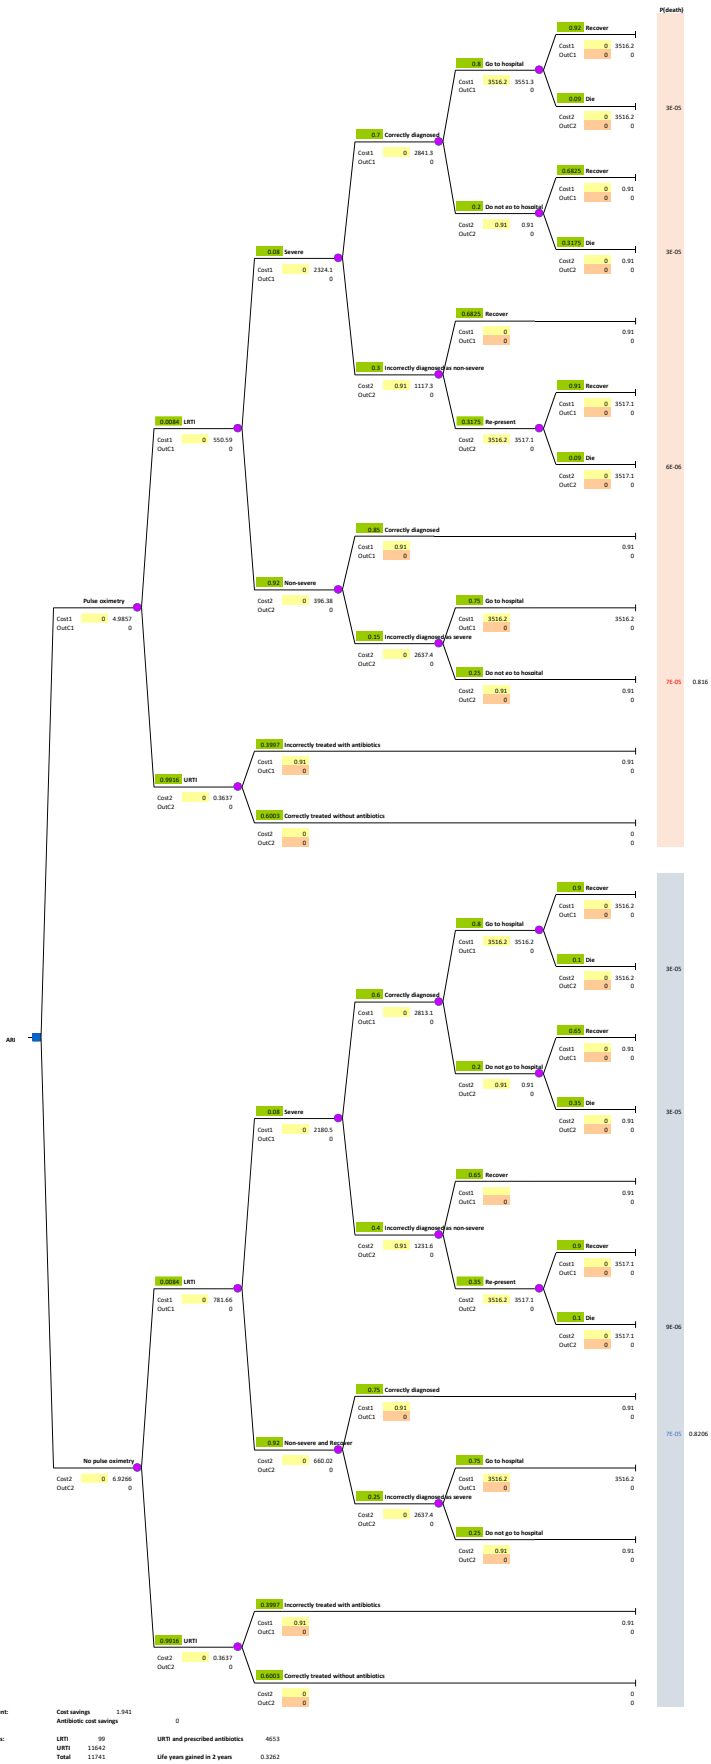 P(death)
0.92 Recover
Cost1 0 3516.2
OutC1 0 0
0.8 Go to hospital
Cost1 3516.2 3551.3
OutC1 0
0.09 Die
Cost2 0 3516.2
OutC2 0 0
3E-05
0.7 Correctly diagnosed
Cost1 0 2841.3
OutC1 0
0.6825 Recover
Cost1 0 0.91
OutC1 0 0
0.2 Do not go to hospital
Cost2 0.91 0.91
OutC2 0
0.3175 Die
Cost2 0 0.91
OutC2 0 0
3E-05
0.08 Severe
Cost1 0 2324.1
OutC1 0
0.6825 Recover
Cost1 0 0.91
OutC1 0 0
0.3 Incorrectly diagnosed as non-severe
Cost2 0.91 1117.3
OutC2 0
0.91 Recover
Cost1 0 3517.1
OutC1 0 0
0.3175 Re-present
Cost2 3516.2 3517.1
OutC2 0
0.09 Die
Cost2 0 3517.1
OutC2 0 0
6E-06
0.0084 LRTI
Cost1 0 550.59
OutC1 0
0.85 Correctly diagnosed
Cost1 0.91 0.91
OutC1 0 0
0.92 Non-severe
Cost2 0 396.38
OutC2 0
0.75 Go to hospital
Cost1 3516.2 3516.2
OutC1 0 0
0.15 Incorrectly diagnosed as severe
Cost2 0 2637.4
OutC2 0
0.25 Do not go to hospital
Cost2 0.91 0.91
OutC2 0 0
7E-05 0.816
Pulse oximetry
Cost1 0 4.9857
OutC1 0
0.3997 Incorrectly treated with antibiotics
Cost1 0.91 0.91
OutC1 0 0
0.9916 URTI
Cost2 0 0.3637
OutC2 0
0.6003 Correctly treated without antibiotics
Cost2 0 0
OutC2 0 0
0.9 Recover
Cost1 0 3516.2
OutC1 0 0
0.8 Go to hospital
Cost1 3516.2 3516.2
OutC1 0
0.1 Die
Cost2 0 3516.2
OutC2 0 0
3E-05
0.6 Correctly diagnosed
Cost1 0 2813.1
OutC1 0
ARI
0.65 Recover
Cost1 0 0.91
OutC1 0 0
0.2 Do not go to hospital
Cost2 0.91 0.91
OutC2 0
0.35 Die
Cost2 0 0.91
OutC2 0 0
3E-05
0.08 Severe
Cost1 0 2180.5
OutC1 0
0.65 Recover
Cost1 0.91
OutC1 0 0
0.4 Incorrectly diagnosed as non-severe
Cost2 0.91 1231.6
OutC2 0
0.9 Recover
Cost1 0 3517.1
OutC1 0 0
0.35 Re-present
Cost2 3516.2 3517.1
OutC2 0
0.1 Die
Cost2 0 3517.1
OutC2 0 0
9E-06
0.0084 LRTI
Cost1 0 781.66
OutC1 0
0.75 Correctly diagnosed
Cost1 0.91 0.91
OutC1 0 0
0.92 Non-severe and Recover
Cost2 0 660.02
OutC2 0
7E-05 0.8206
No pulse oximetry
Cost2 0 6.9266
OutC2 0
0.75 Go to hospital
Cost1 3516.2 3516.2
OutC1 0 0
0.25 Incorrectly diagnosed as severe
Cost2 0 2637.4
OutC2 0
0.25 Do not go to hospital
Cost2 0.91 0.91
OutC2 0 0
0.3997 Incorrectly treated with antibiotics
Cost1 0.91 0.91
OutC1 0 0
0.9916 URTI
Cost2 0 0.3637
OutC2 0
0.6003 Correctly treated without antibiotics
Cost2 0 0
OutC2 0 0
nt: Cost savings 1.941
Antibiotic cost savings 0
s: LRTI 99 URTI and prescribed antibiotics 4653
URTI 11642
Total 11741 Life years gained in 2 years 0.3262